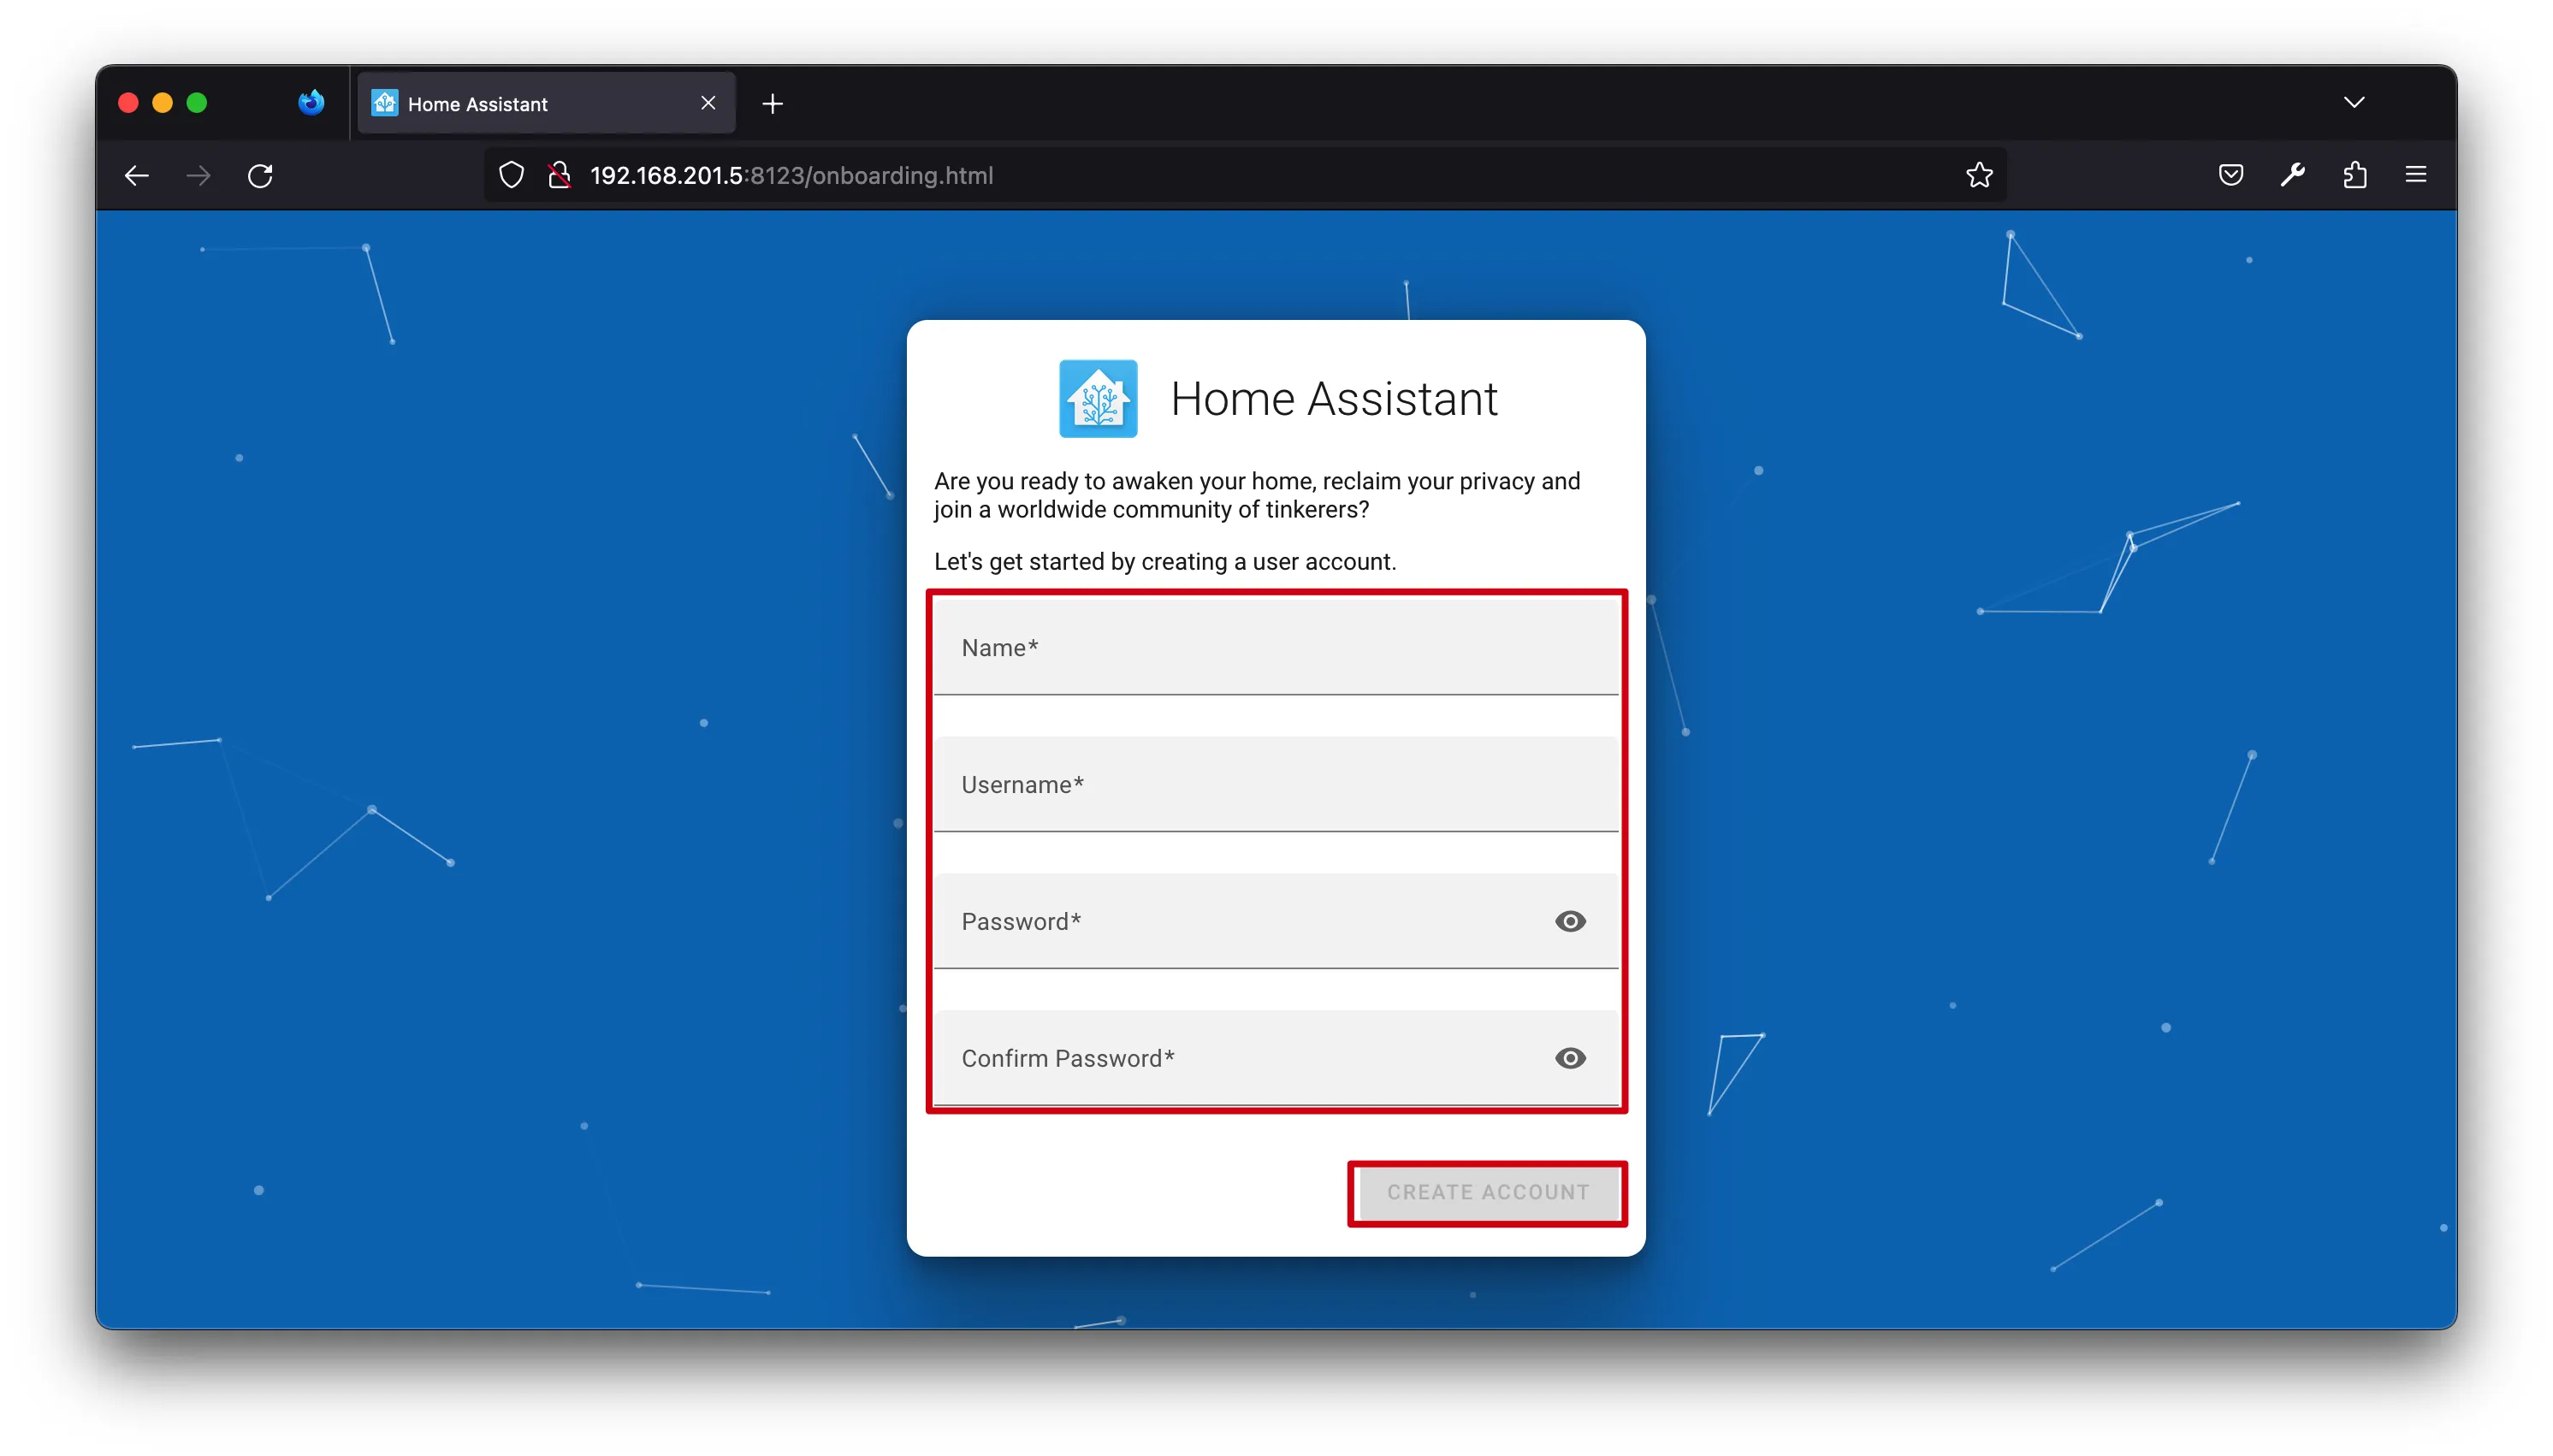 Home Assistant
192.168.201.5:8123/onboarding.html
Home Assistant
Are you ready to awaken your home, reclaim your privacy and
join a worldwide community of tinkerers?
Let's get started by creating a user account.
Name*
Username*
Password*
Confirm Password*
CREATE ACCOUNT